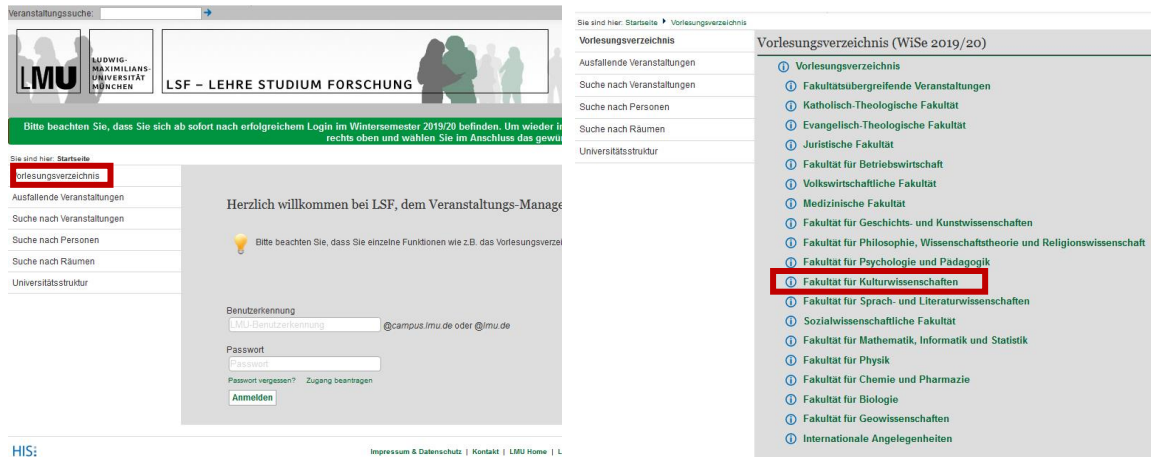 Veranstaltungssuche:
LMU
LUDWIG-
MAXIMILIANS-
UNIVERSITÄT
MÜNCHEN
LSF – LEHRE STUDIUM FORSCHUNG
Bitte beachten Sie, dass Sie sich ab sofort nach erfolgreichem Login im Wintersemester 2019/20 befinden. Um wieder in
rechts oben und wählen Sie im Anschluss das gewü
Sie sind hier: Startseite
Vorlesungsverzeichnis
Ausfallende Veranstaltungen
Suche nach Veranstaltungen
Suche nach Personen
Suche nach Räumen
Universitätsstruktur
Herzlich willkommen bei LSF, dem Veranstaltungs-Manage
Bitte beachten Sie, dass Sie einzelne Funktionen wie z.B. das Vorlesungsverzei
Benutzerkennung
LMU-Benutzerkennung @campus.lmu.de oder @lmu.de
Passwort
Passwort
Passwort vergessen? Zugang beantragen
Anmelden
HIS:
Impressum & Datenschutz | Kontakt | LMU Home | L
Sie sind hier: Startseite Vorlesungsverzeichnis
Vorlesungsverzeichnis
Ausfallende Veranstaltungen
Suche nach Veranstaltungen
Suche nach Personen
Suche nach Räumen
Universitätsstruktur
Vorlesungsverzeichnis (WiSe 2019/20)
Vorlesungsverzeichnis
Fakultätsübergreifende Veranstaltungen
Katholisch-Theologische Fakultät
Evangelisch-Theologische Fakultät
Juristische Fakultät
Fakultät für Betriebswirtschaft
Volkswirtschaftliche Fakultät
Medizinische Fakultät
Fakultät für Geschichts- und Kunstwissenschaften
Fakultät für Philosophie, Wissenschaftstheorie und Religionswissenschaft
Fakultät für Psychologie und Pädagogik
Fakultät für Kulturwissenschaften
Fakultät für Sprach- und Literaturwissenschaften
Sozialwissenschaftliche Fakultät
Fakultät für Mathematik, Informatik und Statistik
Fakultät für Physik
Fakultät für Chemie und Pharmazie
Fakultät für Biologie
Fakultät für Geowissenschaften
Internationale Angelegenheiten